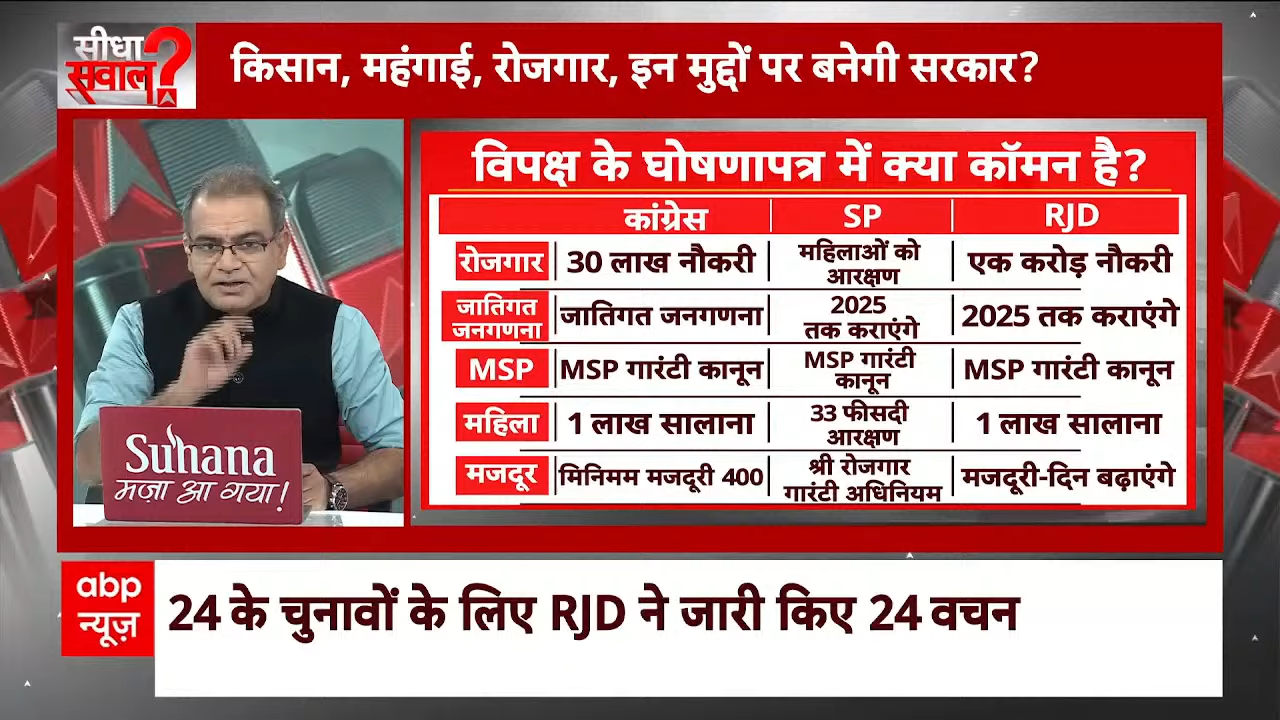 सीधा
सवाल?
किसान, महंगाई, रोजगार, इन मुद्दों पर बनेगी सरकार?
विपक्ष के घोषणापत्र में क्या कॉमन है?
कांग्रेस SP RJD
रोजगार 30 लाख नौकरी महिलाओं को आरक्षण एक करोड़ नौकरी
जातिगत जनगणना जातिगत जनगणना 2025 तक कराएंगे 2025 तक कराएंगे
MSP MSP गारंटी कानून MSP गारंटी कानून MSP गारंटी कानून
महिला 1 लाख सालाना 33 फीसदी आरक्षण 1 लाख सालाना
मजदूर मिनिमम मजदूरी 400 श्री रोजगार गारंटी अधिनियम मजदूरी-दिन बढ़ाएंगे
Suhana
मज़ा आ गया!
abp
न्यूज़
24 के चुनावों के लिए RJD ने जारी किए 24 वचन